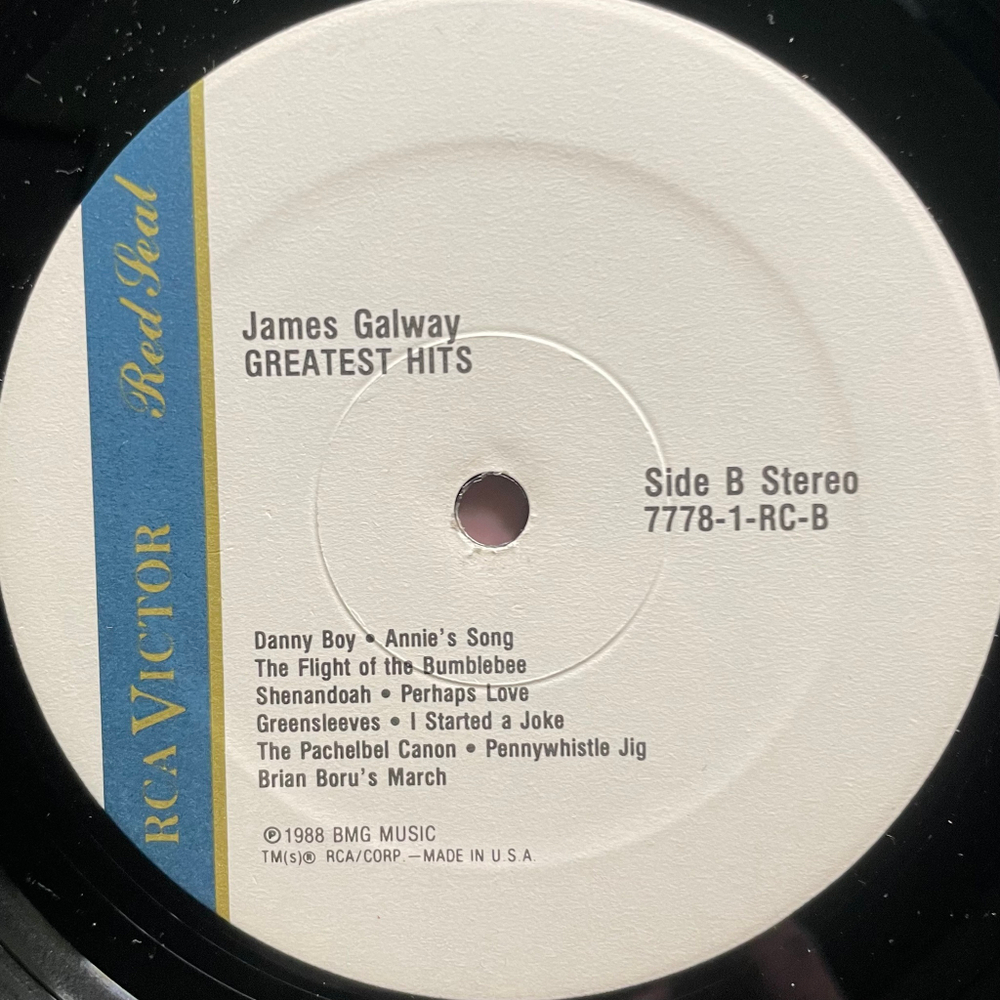 RCA VICTOR Red Seal
James Galway
GREATEST HITS
Side B Stereo
7778-1-RC-B
Danny Boy • Annie's Song
The Flight of the Bumblebee
Shenandoah • Perhaps Love
Greensleeves • I Started a Joke
The Pachelbel Canon • Pennywhistle Jig
Brian Boru's March
℗1988 BMG MUSIC
TM(s)® RCA/CORP.—MADE IN U.S.A.